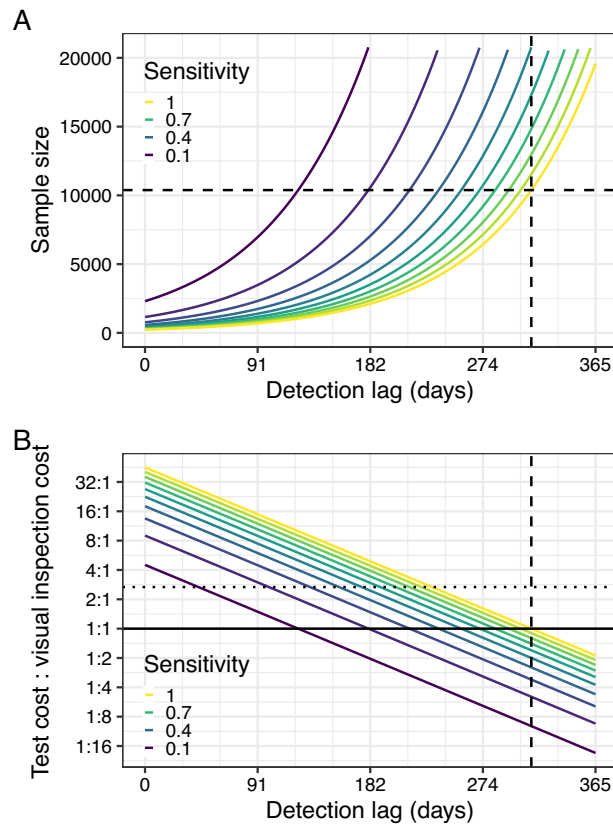 A
Sample size
20000
15000
10000
5000
0
Sensitivity
1
0.7
0.4
0.1
0 91 182 274 365
Detection lag (days)
B
Test cost : visual inspection cost
32:1
16:1
8:1
4:1
2:1
1:1
1:2
1:4
1:8
1:16
Sensitivity
1
0.7
0.4
0.1
0 91 182 274 365
Detection lag (days)